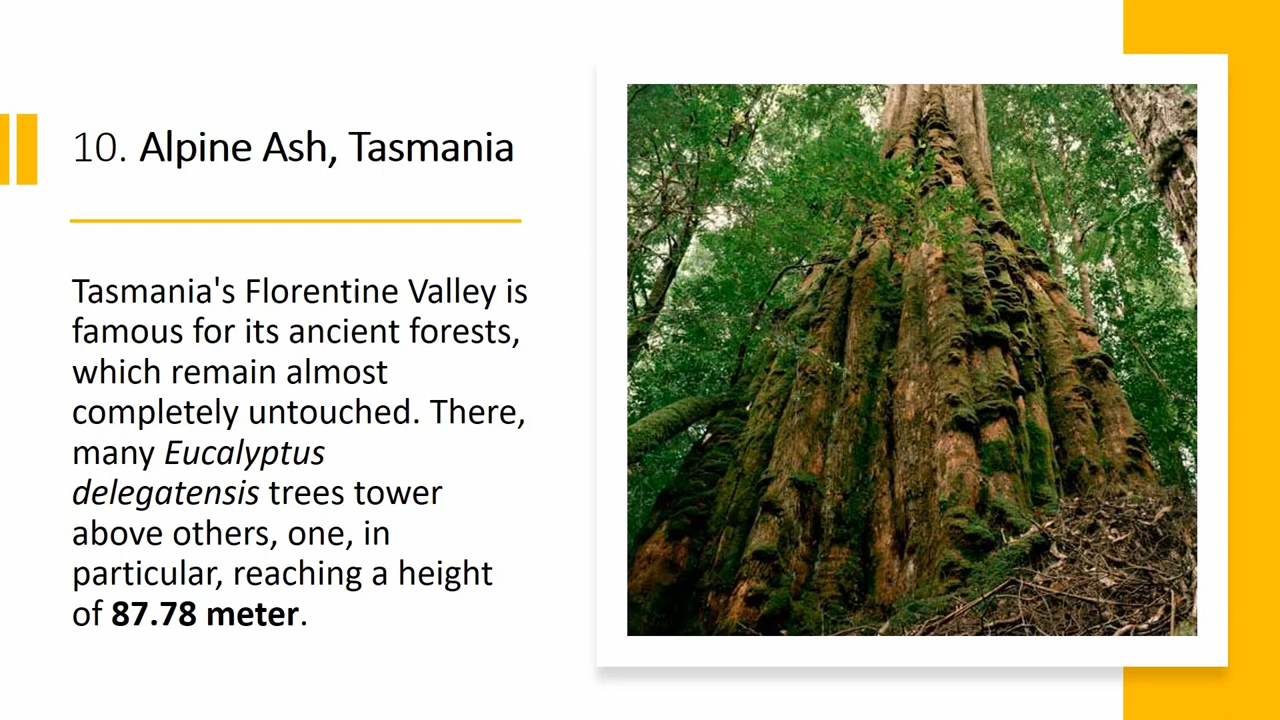 10. Alpine Ash, Tasmania
Tasmania's Florentine Valley is
famous for its ancient forests,
which remain almost
completely untouched. There,
many Eucalyptus
delegatensis trees tower
above others, one, in
particular, reaching a height
of 87.78 meter.